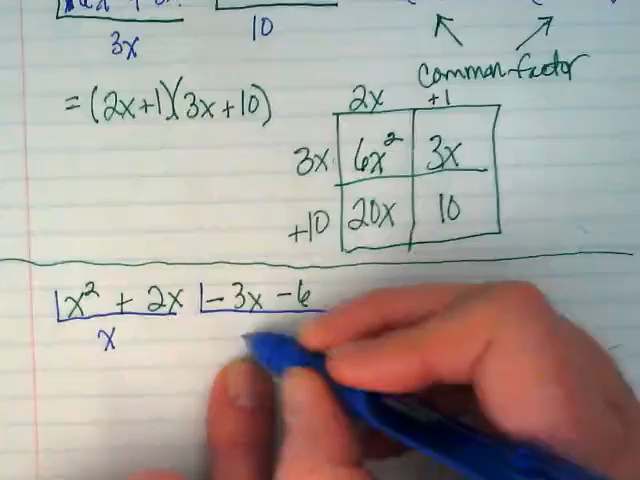 3x 10
common factor
= (2x+1)(3x+10)
2x +1
3x 6x² 3x
+10 20x 10
x² + 2x - 3x - 6
x